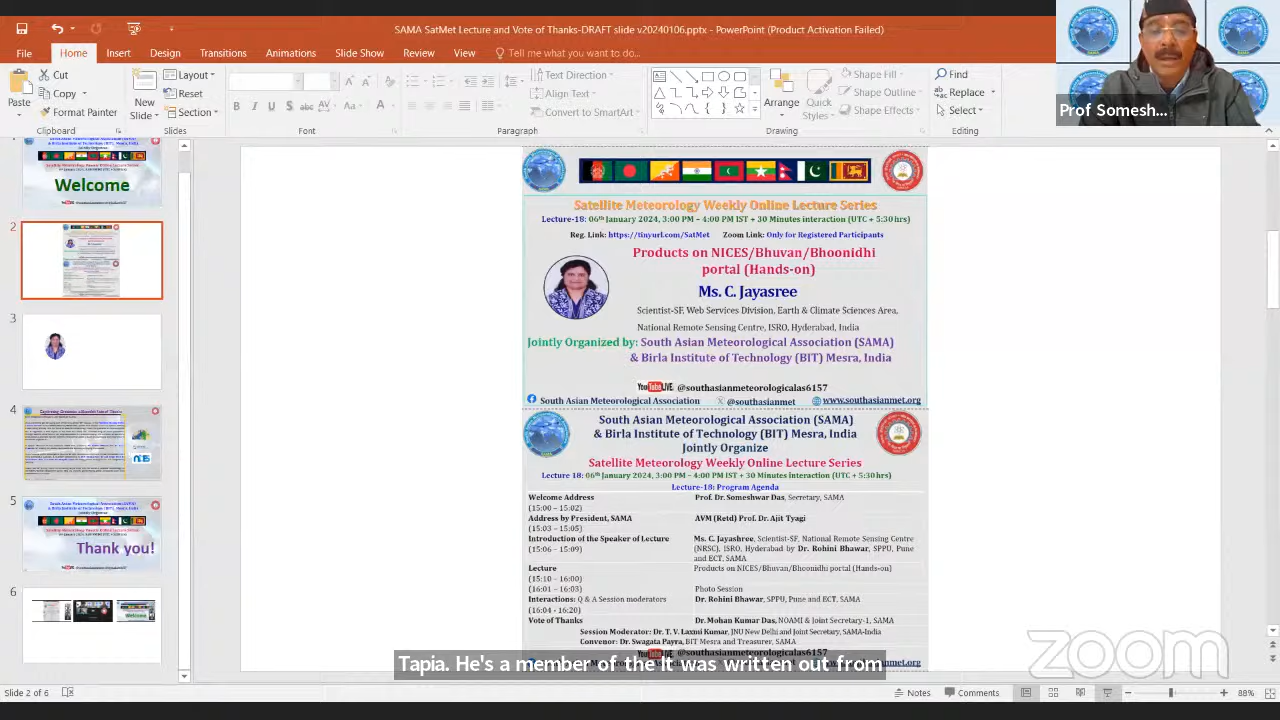 SAMA SatMet Lecture and Vote of Thanks-DRAFT slide v20240106.pptx - PowerPoint (Product Activation Failed)
File Home Insert Design Transitions Animations Slide Show Review View Tell me what you want to do...
Paste
Cut
Copy
Format Painter
Clipboard
New Slide
Layout
Reset
Section
Slides
Font
Text Direction
Align Text
Convert to SmartArt
Paragraph
Arrange
Quick Styles
Shape Fill
Shape Outline
Shape Effects
Drawing
Find
Replace
Select
Editing
Prof Somesh...
Welcome
2
3
4
5
Thank you!
6
Satellite Meteorology Weekly Online Lecture Series
Lecture-18: 06th January 2024, 3:00 PM – 4:00 PM IST + 30 Minutes interaction (UTC + 5:30 hrs)
Reg. Link: https://tinyurl.com/SatMet Zoom Link: Only for Registered Participants
Products on NICES/Bhuvan/Bhoonidhi
portal (Hands-on)
Ms. C. Jayasree
Scientist-SF, Web Services Division, Earth & Climate Sciences Area,
National Remote Sensing Centre, ISRO, Hyderabad, India
Jointly Organized by: South Asian Meteorological Association (SAMA)
& Birla Institute of Technology (BIT) Mesra, India
YouTube LIVE @southasianmeteorologicalas6157
South Asian Meteorological Association @southasianmet www.southasianmet.org
South Asian Meteorological Association (SAMA)
& Birla Institute of Technology (BIT) Mesra, India
Jointly Organize
Satellite Meteorology Weekly Online Lecture Series
Lecture 18: 06th January 2024, 3:00 PM – 4:00 PM IST + 30 Minutes Interaction (UTC + 5:30 hrs)
Lecture-18: Program Agenda
Welcome Address Prof. Dr. Someshwar Das, Secretary, SAMA
(15:00 – 15:02)
Address by President, SAMA AVM (Retd) Prof. Dr. Ajit Tyagi
(15:03 – 15:05)
Introduction of the Speaker of Lecture Ms. C. Jayashree, Scientist-SF, National Remote Sensing Centre
(15:06 – 15:09) (NRSC), ISRO, Hyderabad by Dr. Rohini Bhawar, SPPU, Pune
and ECT, SAMA
Lecture Products on NICES/Bhuvan/Bhoonidhi portal (Hands-on)
(15:10 – 16:00)
(16:01 – 16:03) Photo Session
Interactions: Q & A Session moderators Dr. Rohini Bhawar, SPPU, Pune and ECT, SAMA
(16:04 - 16:20)
Vote of Thanks Dr. Mohan Kumar Das, NOAMI & Joint Secretary-1, SAMA
Session Moderator: Dr. T. V. Laxmi Kumar, JNU New Delhi and Joint Secretary, SAMA-India
Convenor: Dr. Swagata Payra, BIT Mesra and Treasurer, SAMA
@southasianmeteorologicalas6157
Tapia. He's a member of the It was written out from
zoom
Slide 2 of 6
Notes
Comments
88%